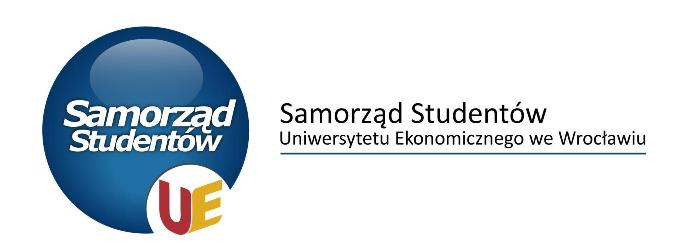 Samorząd
Studentów
UE
Samorząd Studentów
Uniwersytetu Ekonomicznego we Wrocławiu